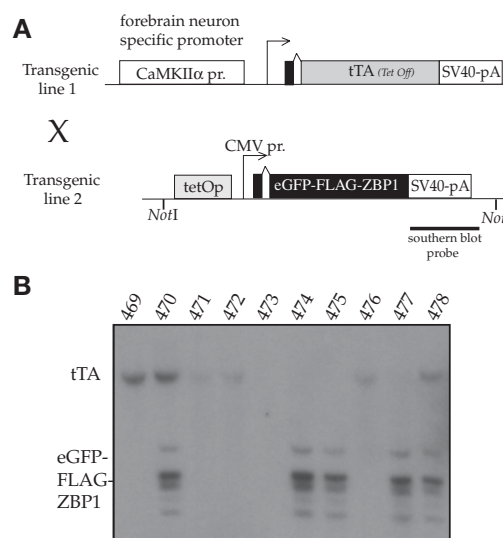 A
forebrain neuron
specific promoter
Transgenic
line 1
CaMKIIα pr.
tTA (Tet Off)
SV40-pA
X
CMV pr.
Transgenic
line 2
tetOp
eGFP-FLAG-ZBP1
SV40-pA
NotI
Not
southern blot
probe
B
469 470 471 472 473 474 475 476 477 478
tTA
eGFP-
FLAG-
ZBP1